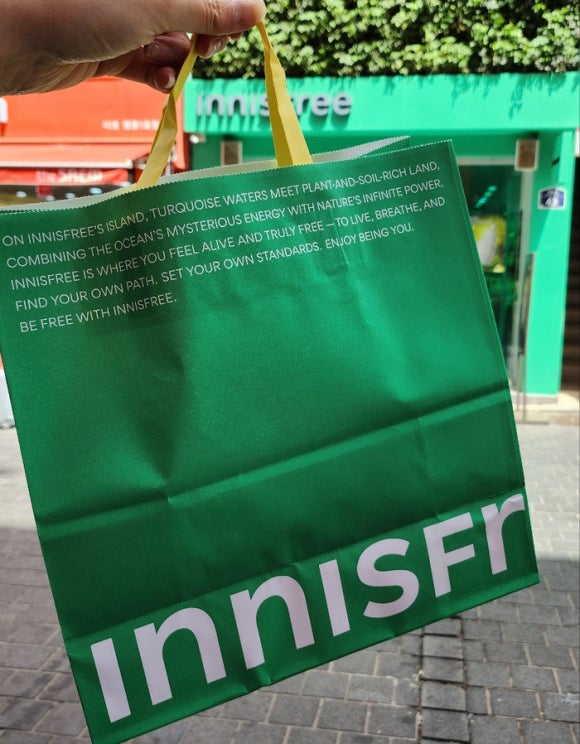 innisfree
the SAEM
ON INNISFREE'S ISLAND, TURQUOISE WATERS MEET PLANT-AND-SOIL-RICH LAND,
COMBINING THE OCEAN'S MYSTERIOUS ENERGY WITH NATURE'S INFINITE POWER.
INNISFREE IS WHERE YOU FEEL ALIVE AND TRULY FREE — TO LIVE, BREATHE, AND
FIND YOUR OWN PATH. SET YOUR OWN STANDARDS. ENJOY BEING YOU.
BE FREE WITH INNISFREE.
INNISFr